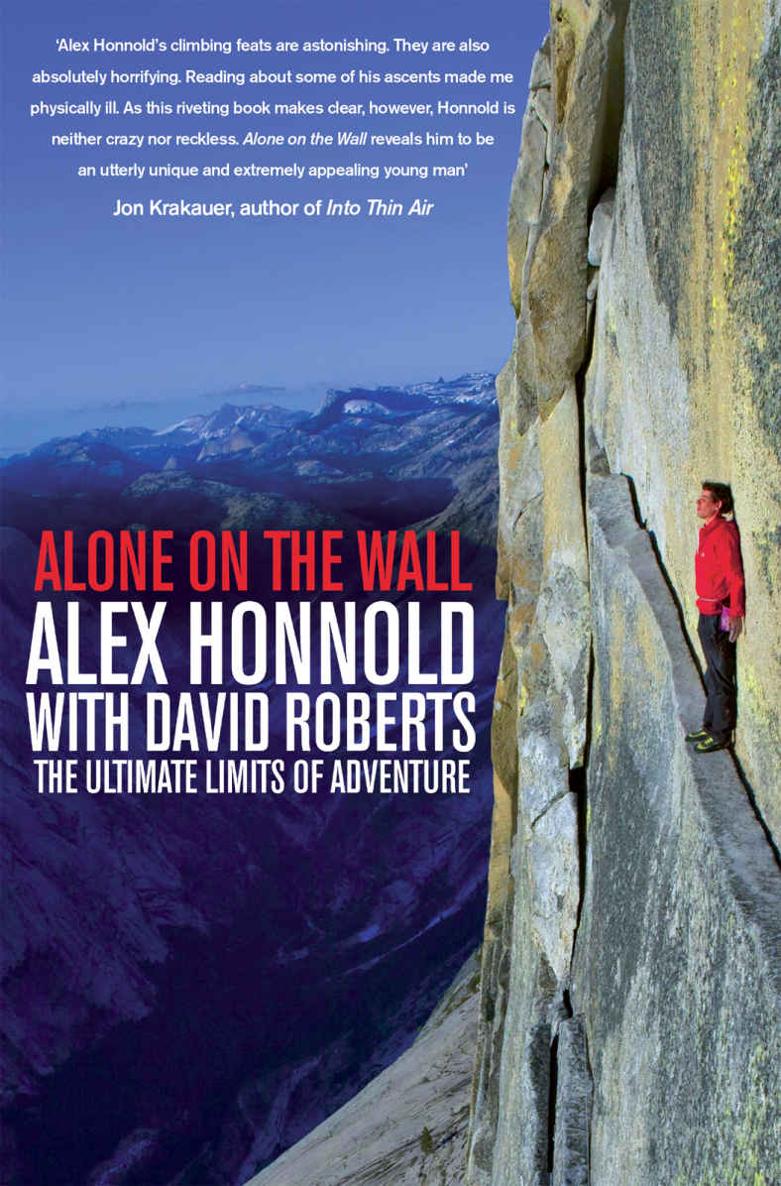 ‘Alex Honnold’s climbing feats are astonishing. They are also
absolutely horrifying. Reading about some of his ascents made me
physically ill. As this riveting book makes clear, however, Honnold is
neither crazy nor reckless. Alone on the Wall reveals him to be
an utterly unique and extremely appealing young man’
Jon Krakauer, author of Into Thin Air
ALONE ON THE WALL
ALEX HONNOLD
WITH DAVID ROBERTS
THE ULTIMATE LIMITS OF ADVENTURE